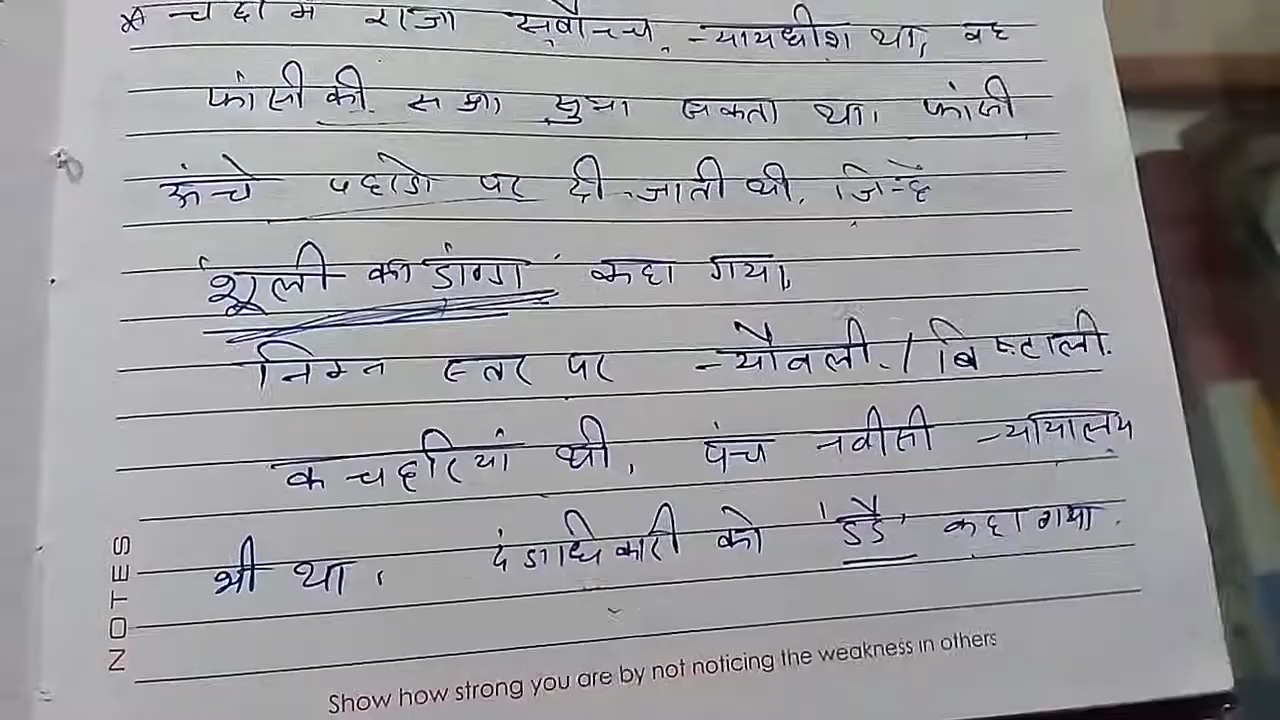 * चंदो में राजा सर्वोच्च न्यायधीश था, वह
फांसी की सजा सुना सकता था। फांसी
ऊंचे पहाडो पर दी जाती थी, जिन्हें
शूली का डांग्ग कहा गया,
निम्न स्तर पर न्यौवली / बिष्टाली
कचहरियां थी, पंच नवीसी न्यायालय
भी था, दंडाधिकारी को 'डंडै' कहा गया.
NOTES
Show how strong you are by not noticing the weakness in others